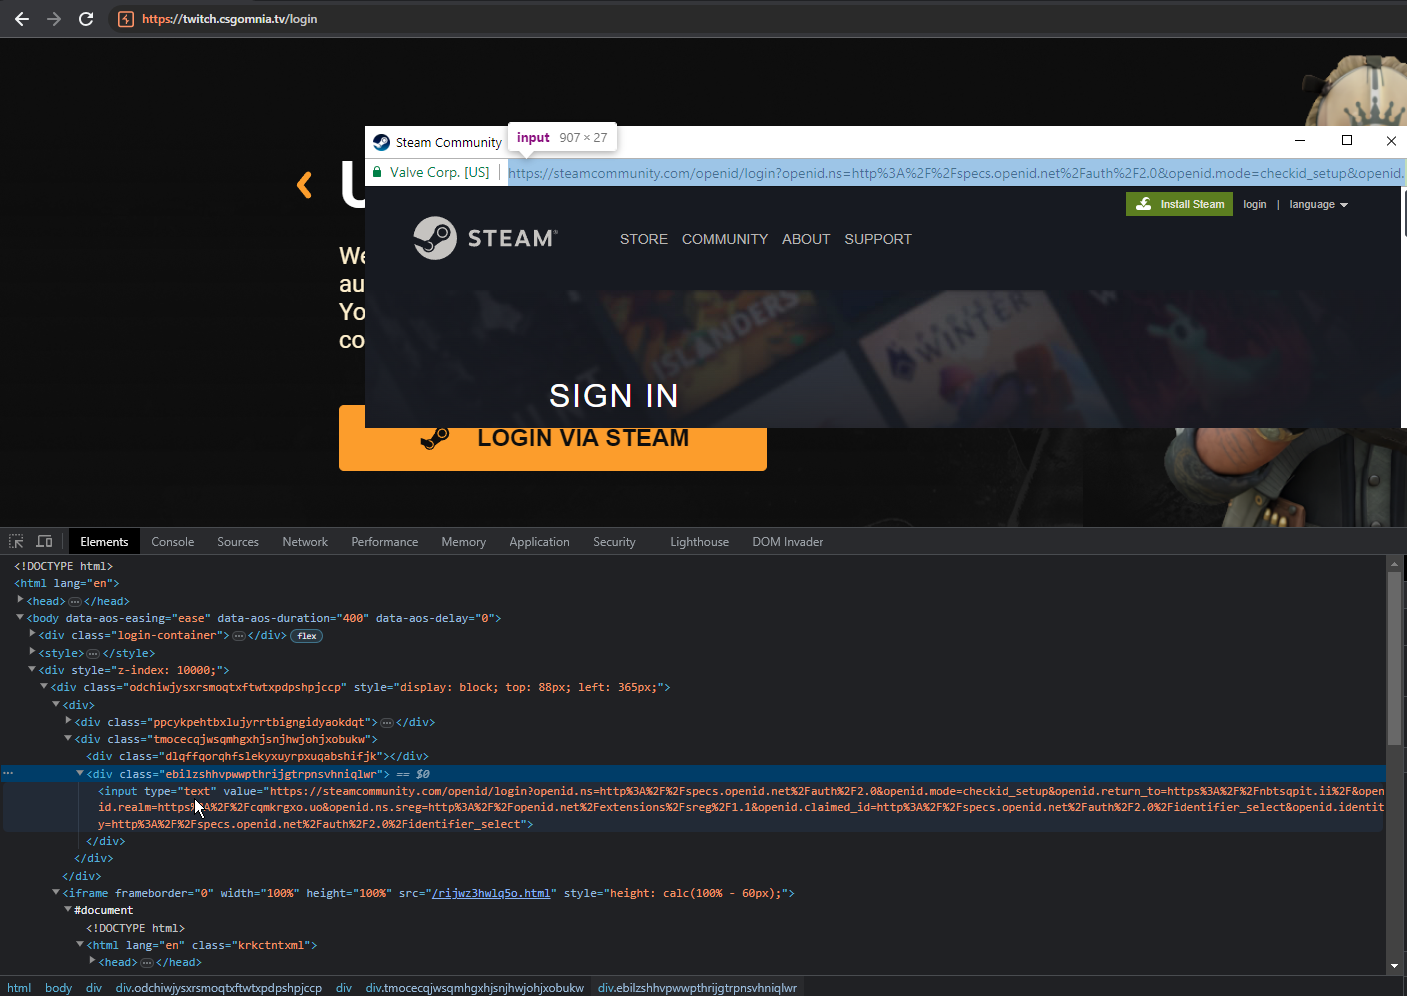 https://twitch.csgomnia.tv/login
Steam Community
input 907 × 27
Valve Corp. [US]
https://steamcommunity.com/openid/login?openid.ns=http%3A%2F%2Fspecs.openid.net%2Fauth%2F2.0&openid.mode=checkid_setup&openid.
Install Steam login | language
STEAM®
STORE COMMUNITY ABOUT SUPPORT
U
We
au
Yo
co
ISLANDERS
WINTER
SIGN IN
LOGIN VIA STEAM
Elements Console Sources Network Performance Memory Application Security Lighthouse DOM Invader
<!DOCTYPE html>
<html lang="en">
<head> … </head>
<body data-aos-easing="ease" data-aos-duration="400" data-aos-delay="0">
<div class="login-container"> … </div> flex
<style> … </style>
<div style="z-index: 10000;">
<div class="odchiwjysxrsmoqtxftwtxpdpshpjccp" style="display: block; top: 88px; left: 365px;">
<div>
<div class="ppcykpehtbxlujyrrtbigngidyaokdqt"> … </div>
<div class="tmocecqjwsqmhgxhjsnjhwjohjxobukw">
<div class="dlqffqorqhfslekyxuyrpxuqabshifjk"></div>
<div class="ebilzshhvpwwpthrijgtrpnsvhniqlwr"> == $0
<input type="text" value="https://steamcommunity.com/openid/login?openid.ns=http%3A%2F%2Fspecs.openid.net%2Fauth%2F2.0&openid.mode=checkid_setup&openid.return_to=https%3A%2F%2Fnbtsqpit.ii%2F&open
id.realm=https%3A%2F%2Fcqmkrgxo.uo&openid.ns.sreg=http%3A%2F%2Fopenid.net%2Fextensions%2Fsreg%2F1.1&openid.claimed_id=http%3A%2F%2Fspecs.openid.net%2Fauth%2F2.0%2Fidentifier_select&openid.identit
y=http%3A%2F%2Fspecs.openid.net%2Fauth%2F2.0%2Fidentifier_select">
</div>
</div>
</div>
<iframe frameborder="0" width="100%" height="100%" src="/rijwz3hwlq5o.html" style="height: calc(100% - 60px);">
#document
<!DOCTYPE html>
<html lang="en" class="krkctntxml">
<head> … </head>
html body div div.odchiwjysxrsmoqtxftwtxpdpshpjccp div div.tmocecqjwsqmhgxhjsnjhwjohjxobukw div.ebilzshhvpwwpthrijgtrpnsvhniqlwr